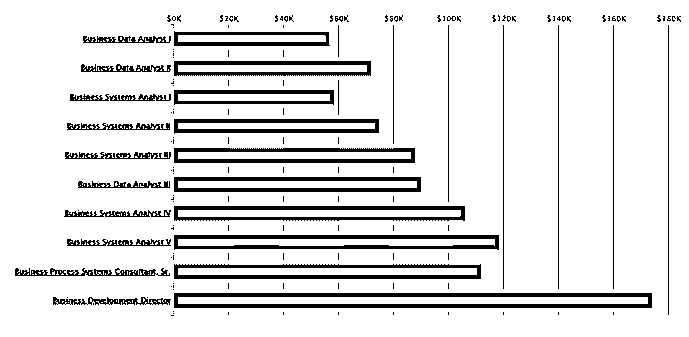 $0K $20K $40K $60K $80K $100K $120K $140K $160K $180K
Business Data Analyst I
Business Data Analyst II
Business Systems Analyst I
Business Systems Analyst II
Business Systems Analyst III
Business Data Analyst III
Business Systems Analyst IV
Business Systems Analyst V
Business Process Systems Consultant, Sr.
Business Development Director